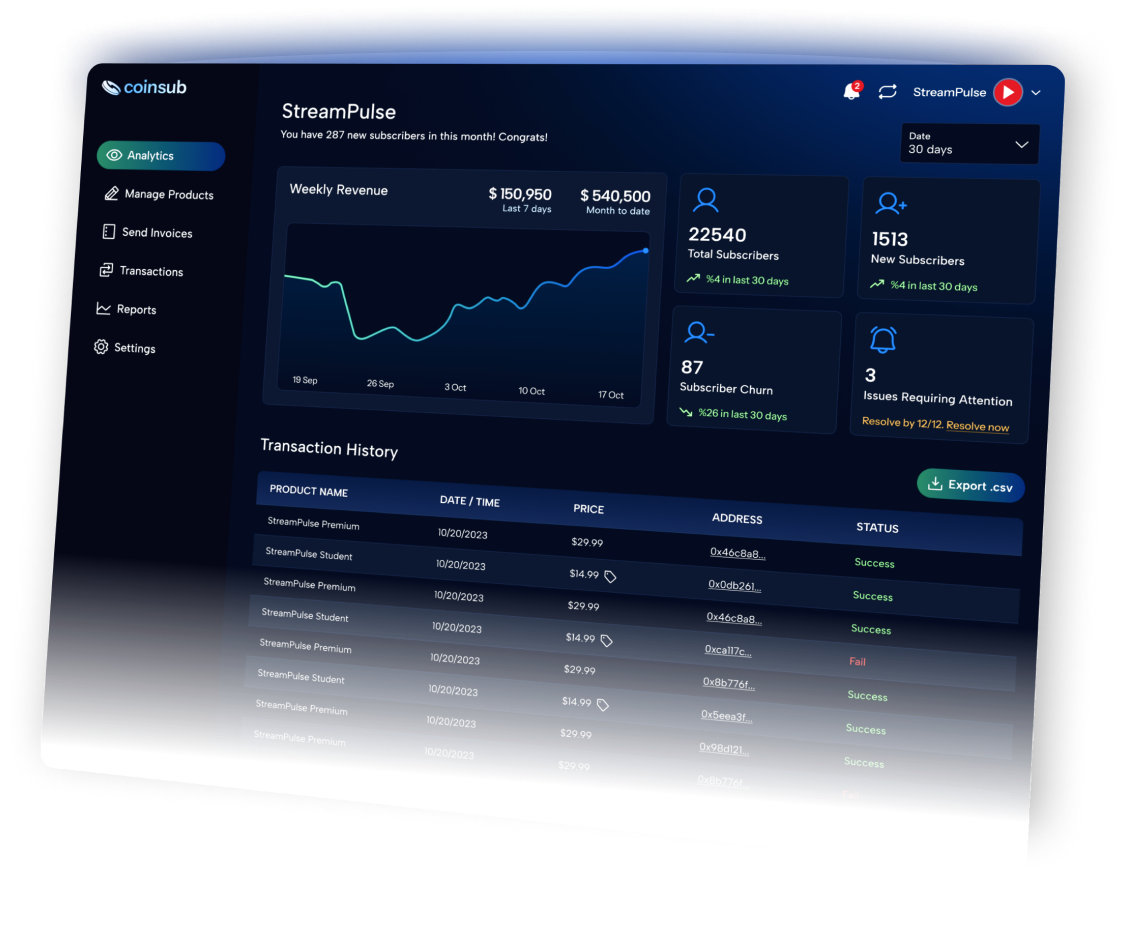 coinsub
2
StreamPulse
StreamPulse
You have 287 new subscribers in this month! Congrats!
Date
30 days
Analytics
Manage Products
Send Invoices
Transactions
Reports
Settings
Weekly Revenue
$ 150,950
Last 7 days
$ 540,500
Month to date
19 Sep
26 Sep
3 Oct
10 Oct
17 Oct
22540
Total Subscribers
%4 in last 30 days
1513
New Subscribers
%4 in last 30 days
87
Subscriber Churn
%26 in last 30 days
3
Issues Requiring Attention
Resolve by 12/12. Resolve now
Transaction History
Export .csv
PRODUCT NAME DATE / TIME PRICE ADDRESS STATUS
StreamPulse Premium 10/20/2023 $29.99 0x46c8a8... Success
StreamPulse Student 10/20/2023 $14.99 0x0db261... Success
StreamPulse Premium 10/20/2023 $29.99 0x46c8a8... Success
StreamPulse Student 10/20/2023 $14.99 0xca117c... Fail
StreamPulse Premium 10/20/2023 $29.99 0x8b776f... Success
StreamPulse Student 10/20/2023 $14.99 0x5eea3f... Success
StreamPulse Premium 10/20/2023 $29.99 0x98d121... Success
StreamPulse Premium 10/20/2023 $29.99 0x8b776f... Fail